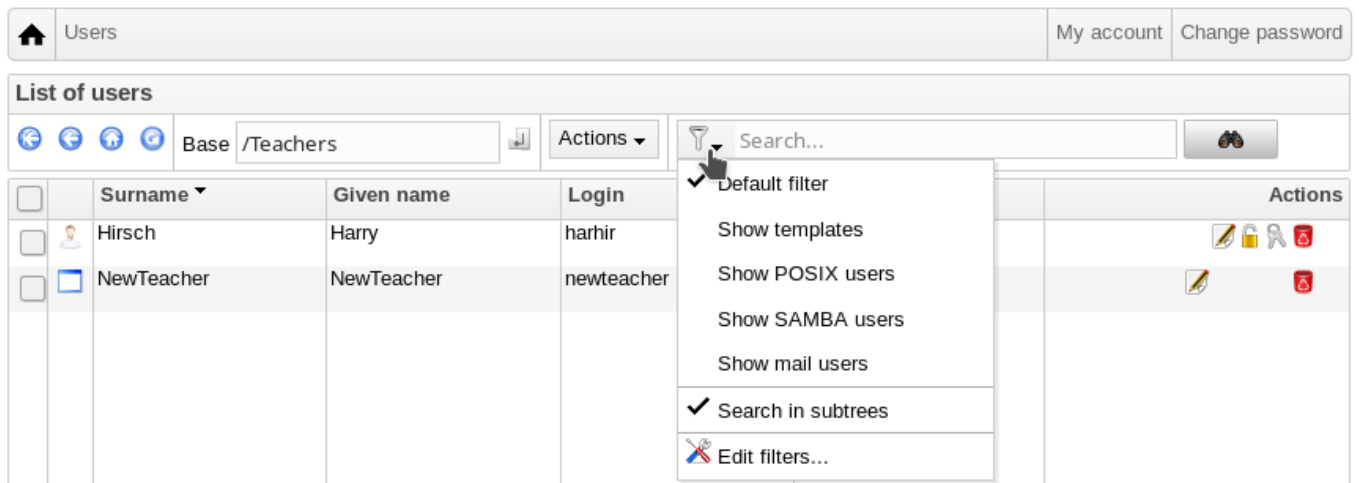 Users My account Change password
List of users
Base /Teachers Actions Search...
Surname Given name Login Actions
Hirsch Harry harhir
NewTeacher NewTeacher newteacher
Default filter
Show templates
Show POSIX users
Show SAMBA users
Show mail users
Search in subtrees
Edit filters...